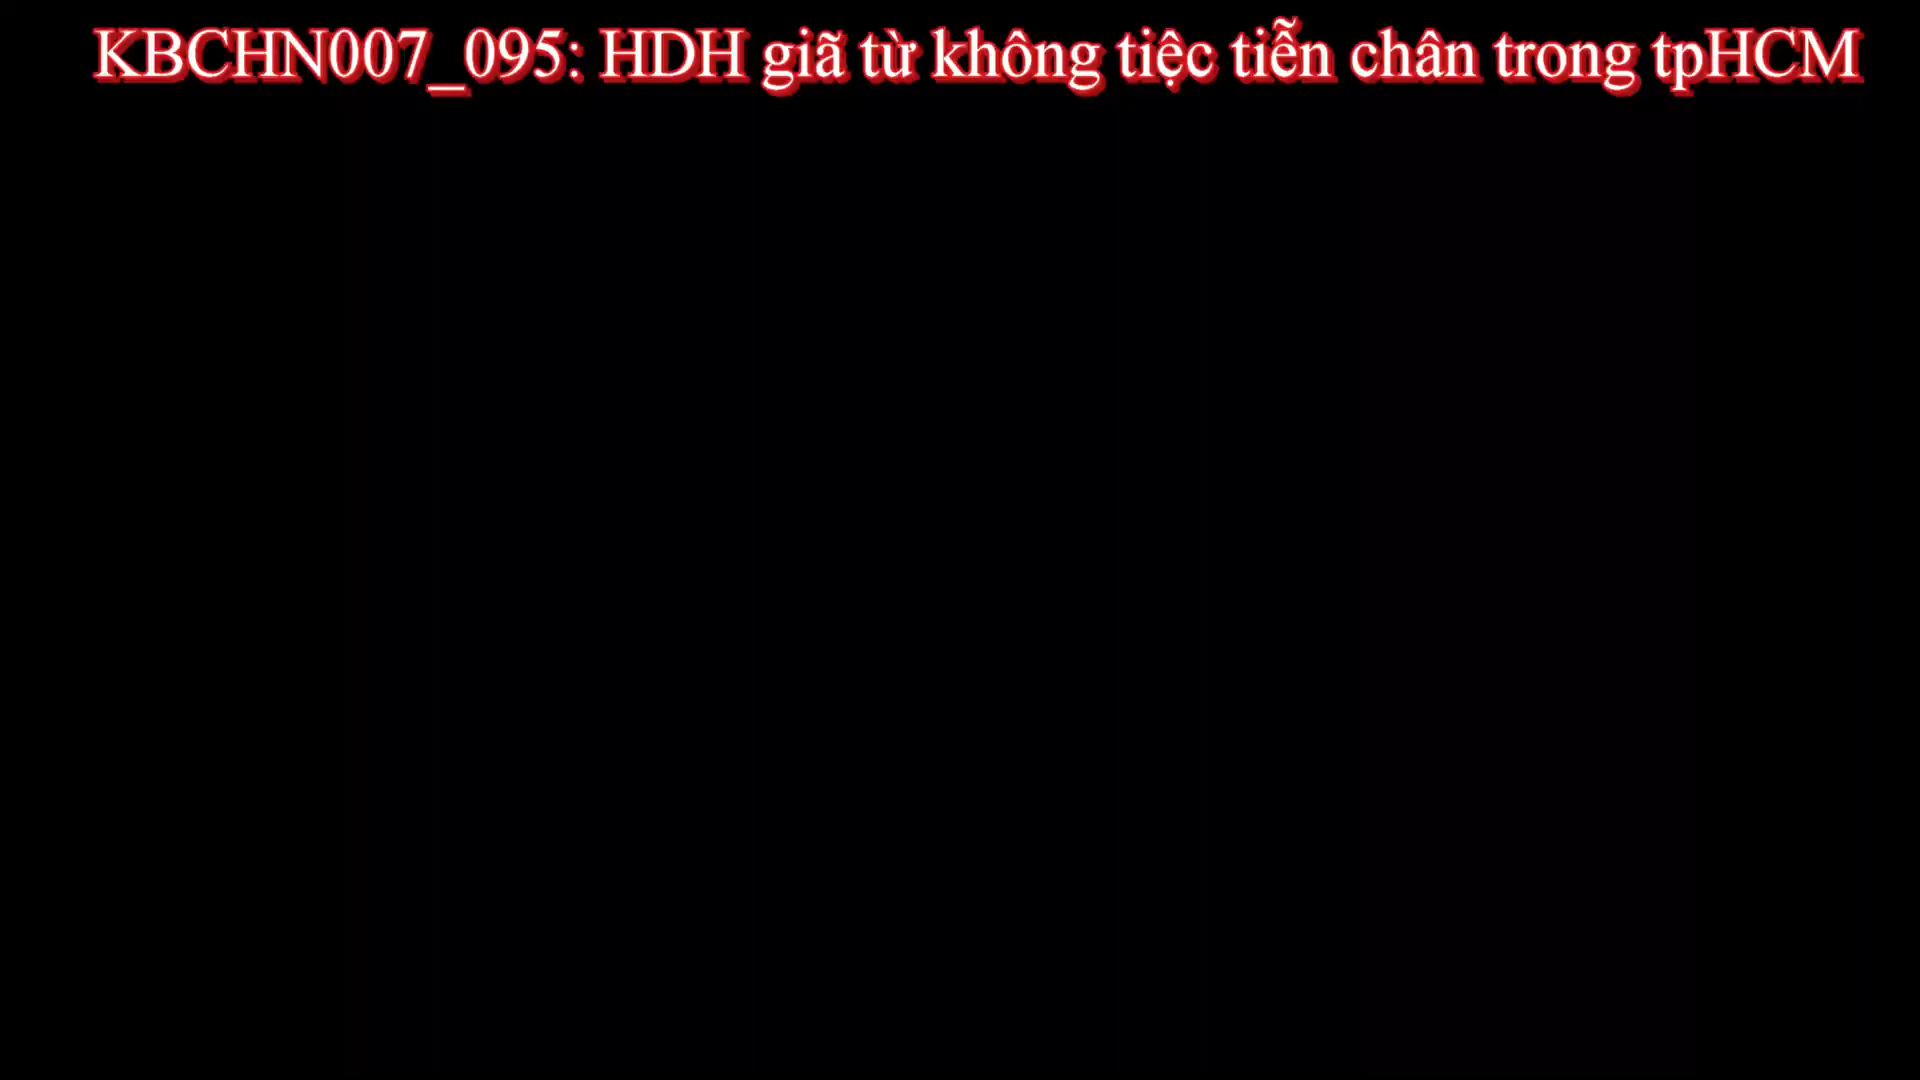 KBCHN007_095: HDH giã từ không tiệc tiễn chân trong tpHCM